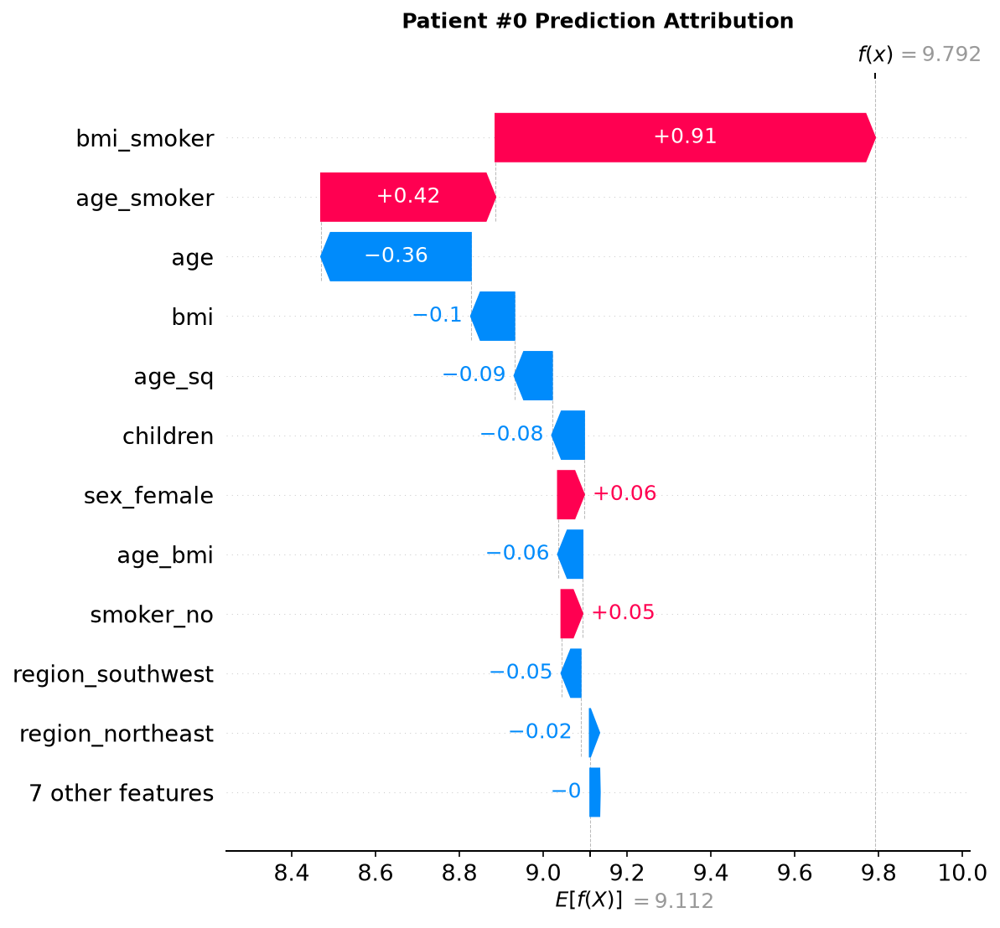 Patient #0 Prediction Attribution
f(x) = 9.792
bmi_smoker +0.91
age_smoker +0.42
age −0.36
bmi −0.1
age_sq −0.09
children −0.08
sex_female +0.06
age_bmi −0.06
smoker_no +0.05
region_southwest −0.05
region_northeast −0.02
7 other features −0
8.4 8.6 8.8 9.0 9.2 9.4 9.6 9.8 10.0
E[f(X)] = 9.112